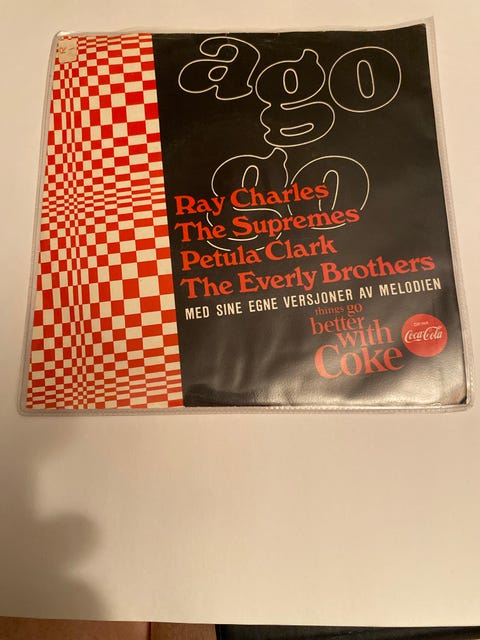 a go
go
Ray Charles
The Supremes
Petula Clark
The Everly Brothers
MED SINE EGNE VERSJONER AV MELODIEN
things go
better
with
Coke
DRINK
Coca-Cola